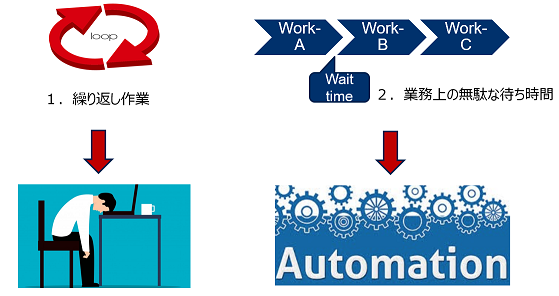 loop
１．繰り返し作業
Work-
A
Work-
B
Work-
C
Wait
time
２．業務上の無駄な待ち時間
Automation